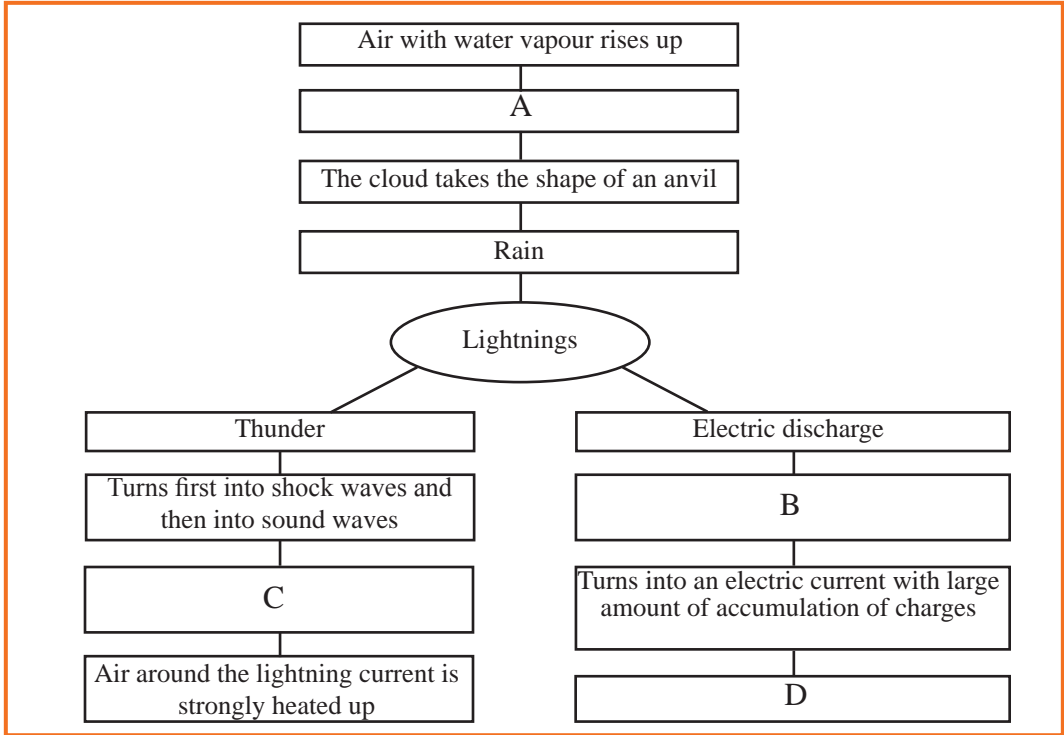 Air with water vapour rises up
A
The cloud takes the shape of an anvil
Rain
Lightnings
Thunder
Turns first into shock waves and
then into sound waves
C
Air around the lightning current is
strongly heated up
Electric discharge
B
Turns into an electric current with large
amount of accumulation of charges
D